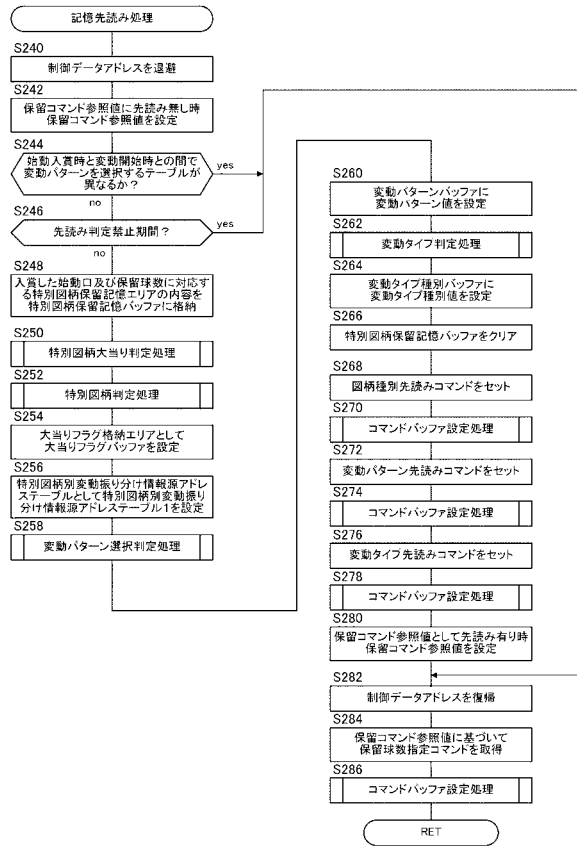 記憶先読み処理
S240
制御データアドレスを退避
S242
保留コマンド参照値に先読み無し時
保留コマンド参照値を設定
S244
始動入賞時と変動開始時との間で
変動パターンを選択するテーブルが
異なるか？
yes
no
S246
先読み判定禁止期間？
yes
no
S248
入賞した始動口及び保留球数に対応す
る特別図柄保留記憶エリアの内容を
特別図柄保留記憶バッファに格納
S250
特別図柄大当り判定処理
S252
特別図柄判定処理
S254
大当りフラグ格納エリアとして
大当りフラグバッファを設定
S256
特別図柄別変動振り分け情報源アドレ
ステーブルとして特別図柄別変動振り
分け情報源アドレステーブル1を設定
S258
変動パターン選択判定処理
S260
変動パターンバッファに
変動パターン値を設定
S262
変動タイプ判定処理
S264
変動タイプ種別バッファに
変動タイプ種別値を設定
S266
特別図柄保留記憶バッファをクリア
S268
図柄種別先読みコマンドをセット
S270
コマンドバッファ設定処理
S272
変動パターン先読みコマンドをセット
S274
コマンドバッファ設定処理
S276
変動タイプ先読みコマンドをセット
S278
コマンドバッファ設定処理
S280
保留コマンド参照値として先読み有り時
保留コマンド参照値を設定
S282
制御データアドレスを復帰
S284
保留コマンド参照値に基づいて
保留球数指定コマンドを取得
S286
コマンドバッファ設定処理
RET